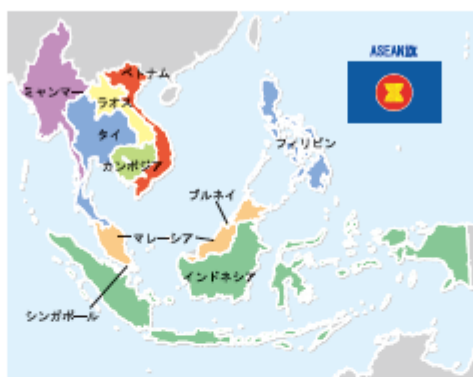 ASEAN旗
ベトナム
ミャンマー
ラオス
タイ
フィリピン
カンボジア
ブルネイ
マレーシア
インドネシア
シンガポール